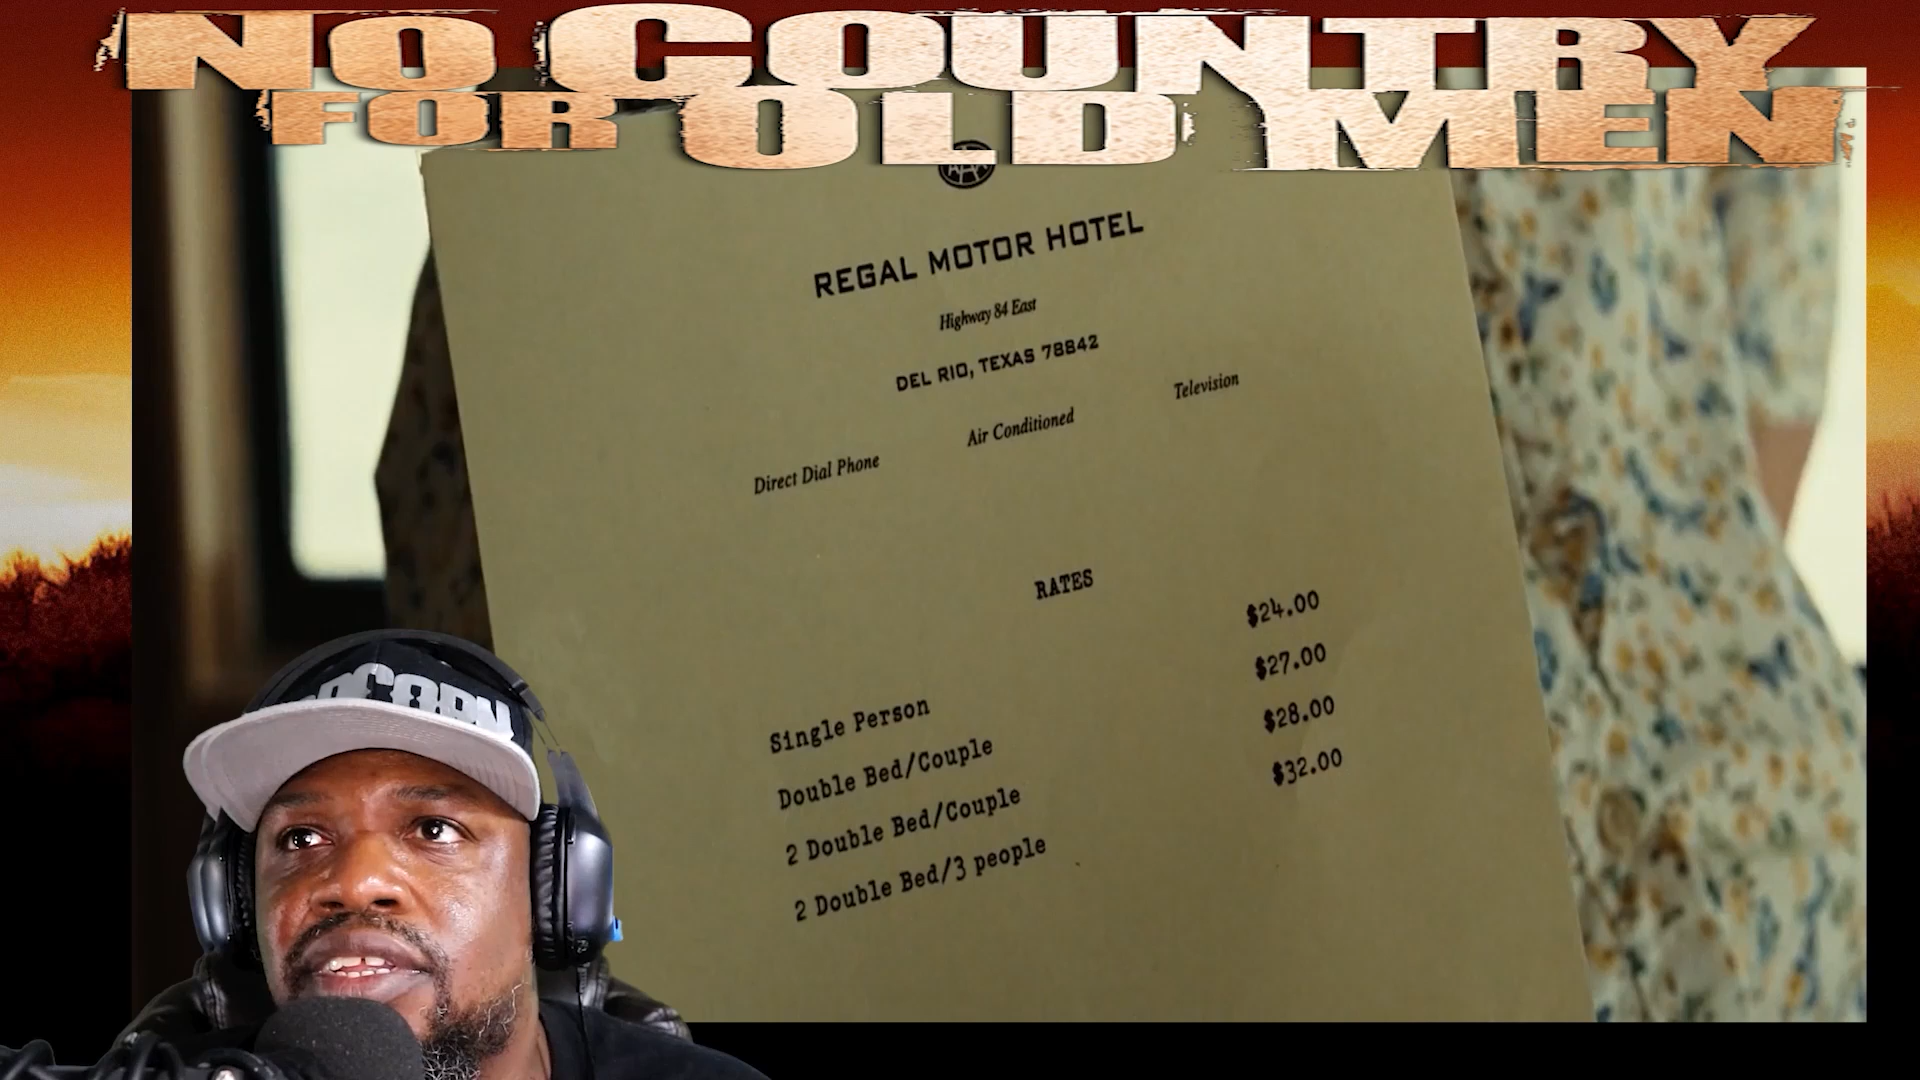 NO COUNTRY
FOR OLD MEN
REGAL MOTOR HOTEL
Highway 84 East
DEL RIO, TEXAS 78842
Direct Dial Phone Air Conditioned Television
RATES
Single Person $24.00
Double Bed/Couple $27.00
2 Double Bed/Couple $28.00
2 Double Bed/3 people $32.00